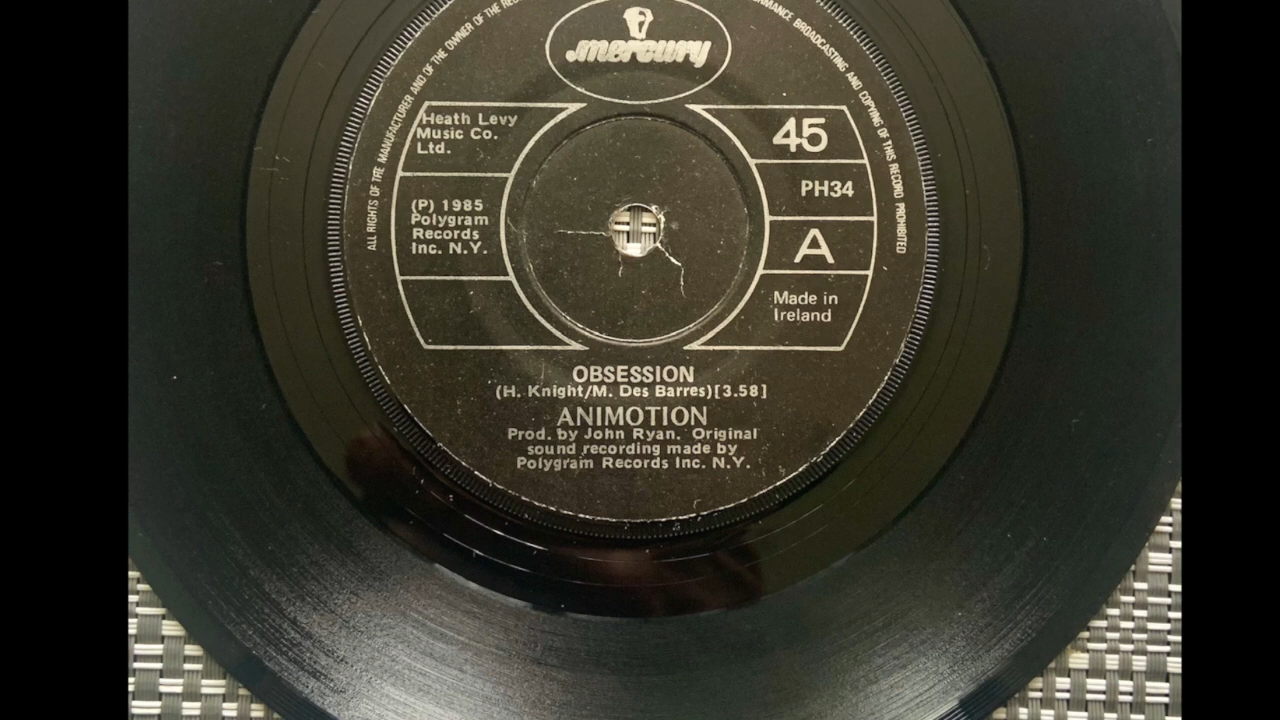 ALL RIGHTS OF THE MANUFACTURER AND OF THE OWNER OF THE
BROADCASTING AND COPYING OF THIS RECORD PROHIBITED
mercury
Heath Levy
Music Co.
Ltd.
(P) 1985
Polygram
Records
Inc. N.Y.
45
PH34
A
Made in
Ireland
OBSESSION
(H. Knight/M. Des Barres)[3.58]
ANIMOTION
Prod. by John Ryan. Original
sound recording made by
Polygram Records Inc. N.Y.